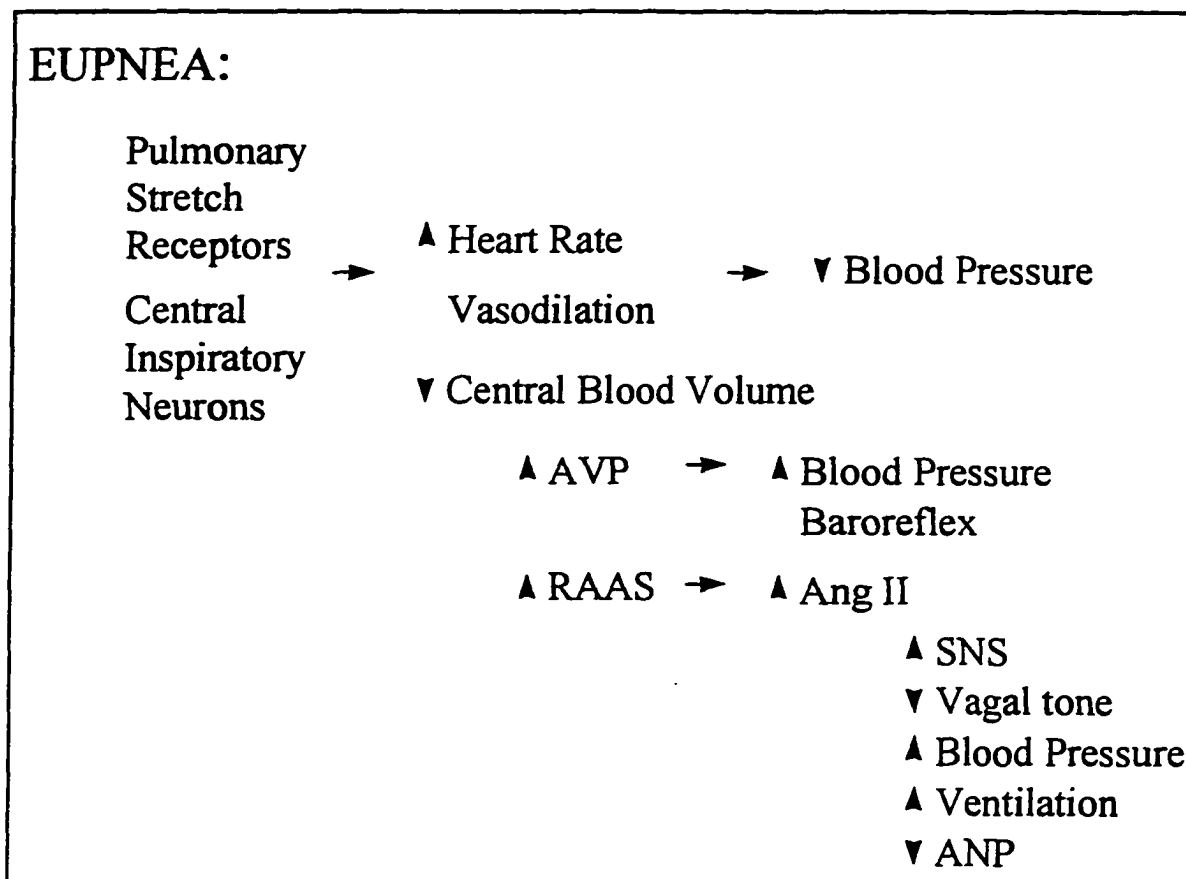 EUPNEA:
Pulmonary
Stretch
Receptors
Central
Inspiratory
Neurons
→
▲ Heart Rate
Vasodilation
→ ▼ Blood Pressure
▼ Central Blood Volume
▲ AVP → ▲ Blood Pressure
Baroreflex
▲ RAAS → ▲ Ang II
▲ SNS
▼ Vagal tone
▲ Blood Pressure
▲ Ventilation
▼ ANP